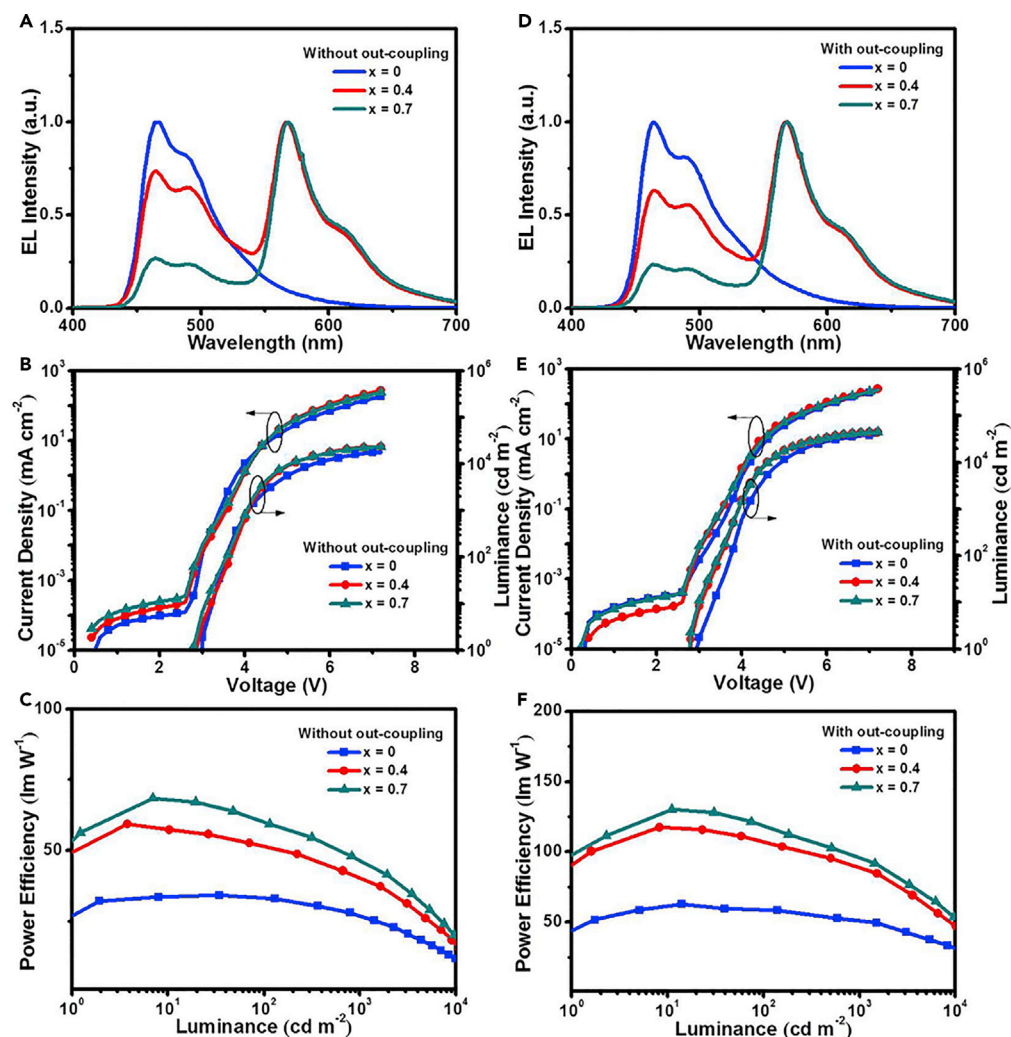 A
1.5
1.0
0.5
0.0
EL Intensity (a.u.)
Without out-coupling
x = 0
x = 0.4
x = 0.7
400 500 600 700
Wavelength (nm)
D
1.5
1.0
0.5
0.0
EL Intensity (a.u.)
With out-coupling
x = 0
x = 0.4
x = 0.7
400 500 600 700
Wavelength (nm)
B
10³
10¹
10⁻¹
10⁻³
10⁻⁵
Current Density (mA cm⁻²)
10⁶
10⁴
10²
10⁰
Luminance (cd m⁻²)
Without out-coupling
x = 0
x = 0.4
x = 0.7
0 2 4 6 8
Voltage (V)
E
10³
10¹
10⁻¹
10⁻³
10⁻⁵
Current Density (mA cm⁻²)
10⁶
10⁴
10²
10⁰
Luminance (cd m⁻²)
With out-coupling
x = 0
x = 0.4
x = 0.7
0 2 4 6 8
Voltage (V)
C
100
50
Power Efficiency (lm W⁻¹)
Without out-coupling
x = 0
x = 0.4
x = 0.7
10⁰ 10¹ 10² 10³ 10⁴
Luminance (cd m⁻²)
F
200
150
100
50
Power Efficiency (lm W⁻¹)
With out-coupling
x = 0
x = 0.4
x = 0.7
10⁰ 10¹ 10² 10³ 10⁴
Luminance (cd m⁻²)